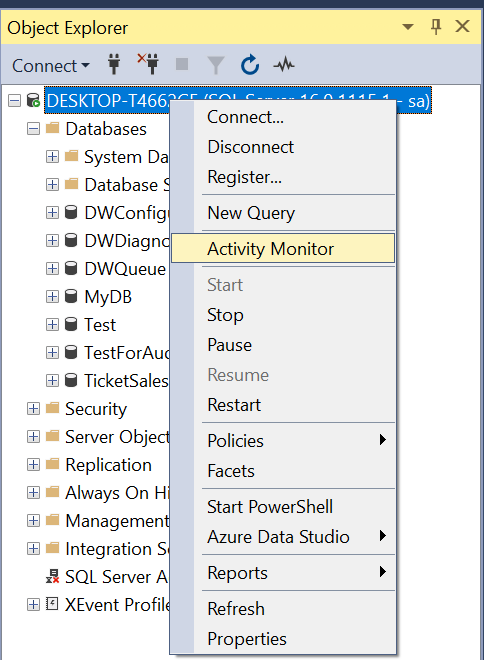 Object Explorer
Connect
DESKTOP-T4662GF (SQL Server 16.0.1115.1 - sa)
Databases
System Da
Database S
DWConfigu
DWDiagno
DWQueue
MyDB
Test
TestForAud
TicketSales
Security
Server Object
Replication
Always On Hi
Management
Integration Se
SQL Server A
XEvent Profile
Connect...
Disconnect
Register...
New Query
Activity Monitor
Start
Stop
Pause
Resume
Restart
Policies
Facets
Start PowerShell
Azure Data Studio
Reports
Refresh
Properties